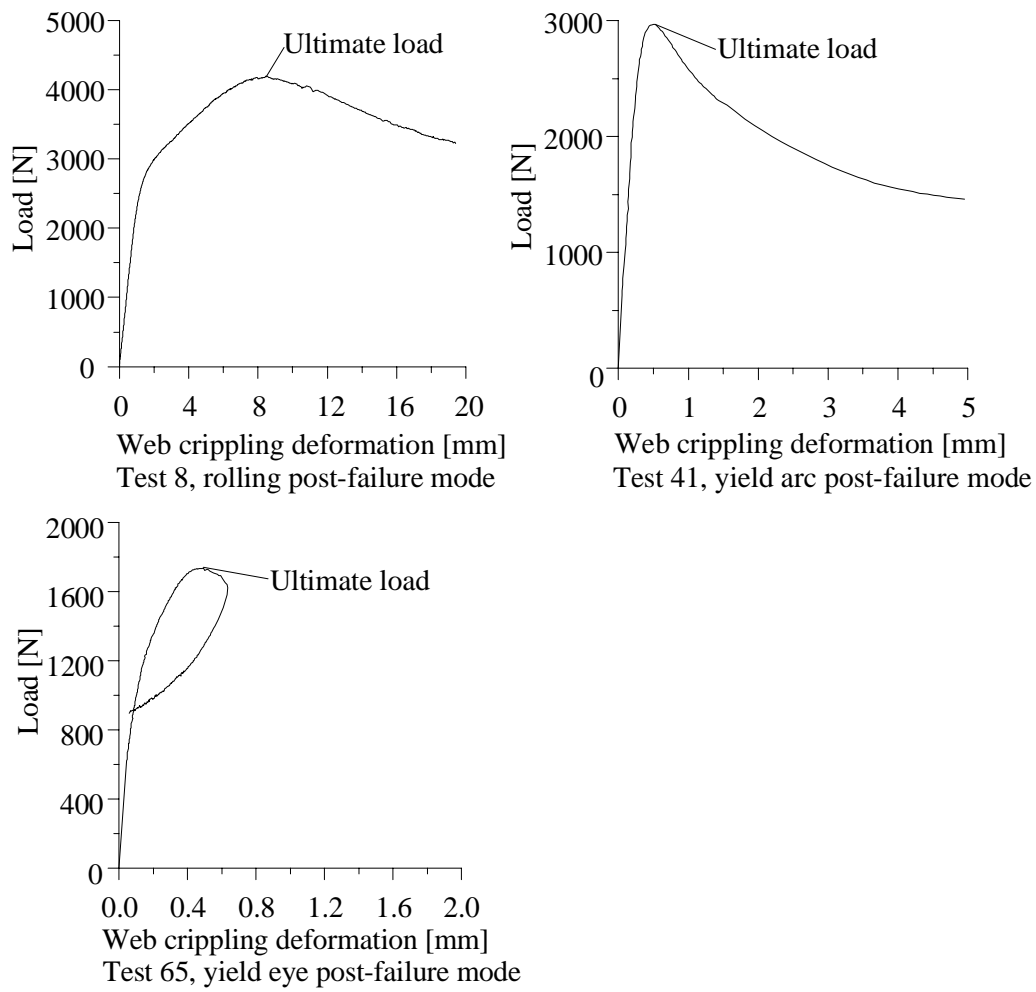 5000
4000
3000
2000
1000
0
Load [N]
Ultimate load
0 4 8 12 16 20
Web crippling deformation [mm]
Test 8, rolling post-failure mode
3000
2000
1000
0
Load [N]
Ultimate load
0 1 2 3 4 5
Web crippling deformation [mm]
Test 41, yield arc post-failure mode
2000
1600
1200
800
400
0
Load [N]
Ultimate load
0.0 0.4 0.8 1.2 1.6 2.0
Web crippling deformation [mm]
Test 65, yield eye post-failure mode